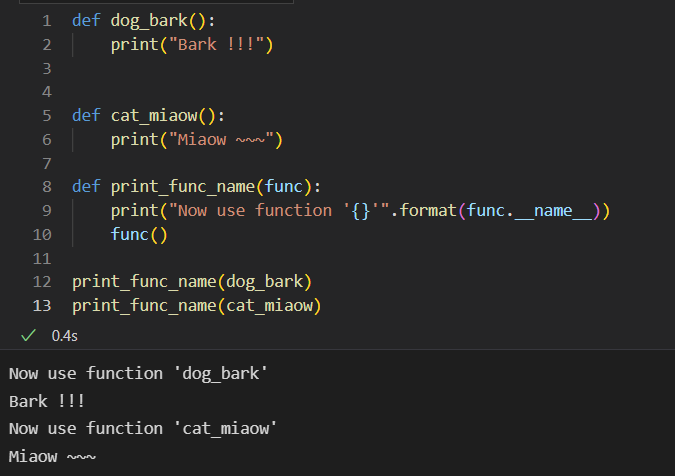 1 def dog_bark():
2     print("Bark !!!")
3
4
5 def cat_miaow():
6     print("Miaow ~~~")
7
8 def print_func_name(func):
9     print("Now use function '{}'".format(func.__name__))
10     func()
11
12 print_func_name(dog_bark)
13 print_func_name(cat_miaow)
0.4s
Now use function 'dog_bark'
Bark !!!
Now use function 'cat_miaow'
Miaow ~~~